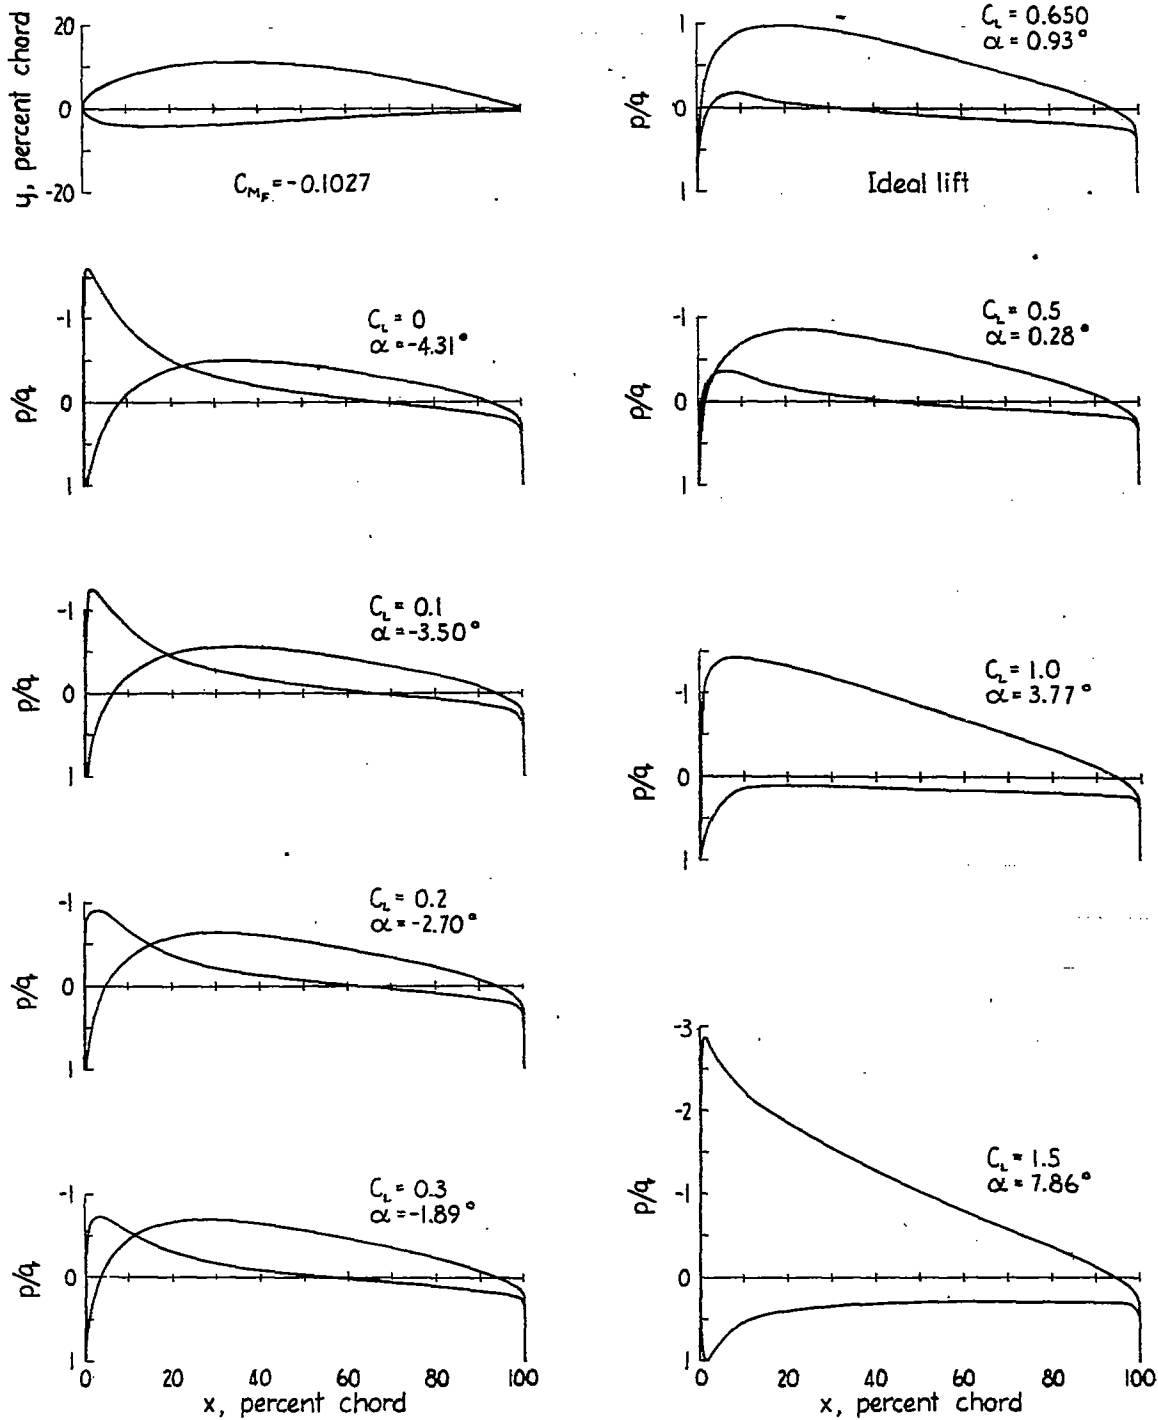 20
0
-20
y, percent chord
C_MF = -0.1027
-1
0
1
p/q
C_L = 0
α = -4.31°
-1
0
1
p/q
C_L = 0.1
α = -3.50°
-1
0
1
p/q
C_L = 0.2
α = -2.70°
-1
0
1
p/q
C_L = 0.3
α = -1.89°
0 20 40 60 80 100
x, percent chord
1
0
1
p/q
C_L = 0.650
α = 0.93°
Ideal lift
-1
0
1
p/q
C_L = 0.5
α = 0.28°
-1
0
1
p/q
C_L = 1.0
α = 3.77°
-3
-2
-1
0
1
p/q
C_L = 1.5
α = 7.86°
0 20 40 60 80 100
x, percent chord